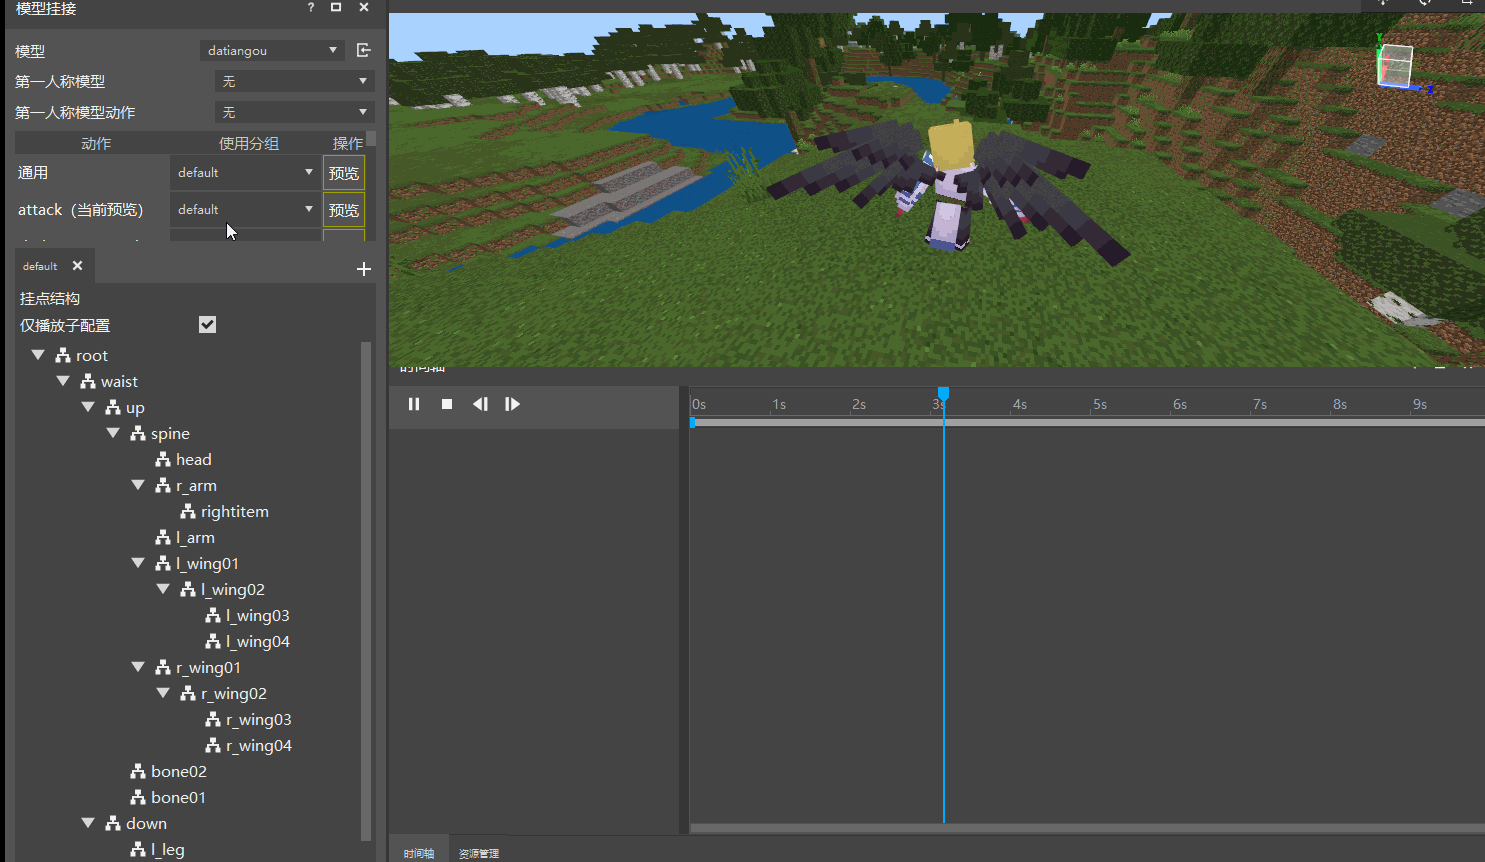 模型挂接
?
模型
datiangou
第一人称模型
无
第一人称模型动作
无
动作 使用分组 操作
通用 default 预览
attack（当前预览） default 预览
default
挂点结构
仅播放子配置
root
waist
up
spine
head
r_arm
rightitem
l_arm
l_wing01
l_wing02
l_wing03
l_wing04
r_wing01
r_wing02
r_wing03
r_wing04
bone02
bone01
down
l_leg
Y
Z
时间轴
0s 1s 2s 3s 4s 5s 6s 7s 8s 9s
时间轴 资源管理